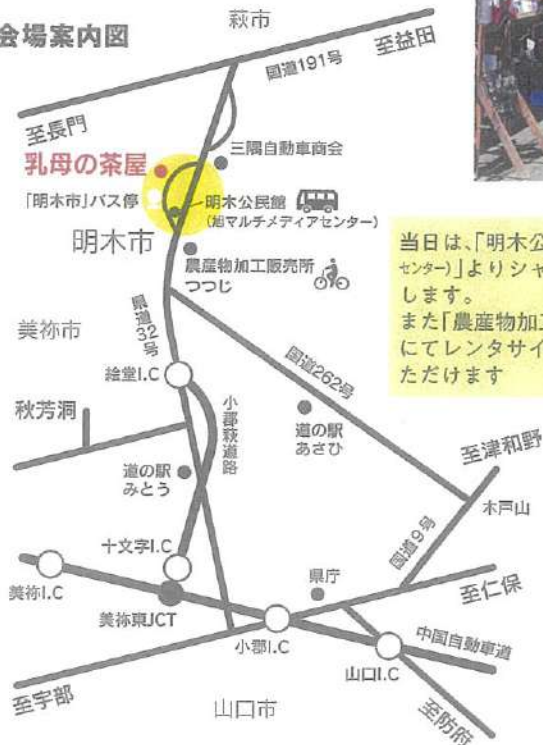 会場案内図
萩市
国道191号
至益田
至長門
乳母の茶屋
三隅自動車商会
「明木市」バス停
明木公民館
(旭マルチメディアセンター)
明木市
農産物加工販売所
つつじ
県道32号
美祢市
絵堂I.C
国道262号
秋芳洞
小郡萩道路
道の駅
あさひ
道の駅
みとう
至津和野
木戸山
国道9号
十文字I.C
県庁
美祢I.C
美祢東JCT
至仁保
小郡I.C
中国自動車道
山口I.C
至宇部
山口市
至防府
当日は、「明木公
センター)」よりシャ
します。
また「農産物加工
にてレンタサイ
ただけます